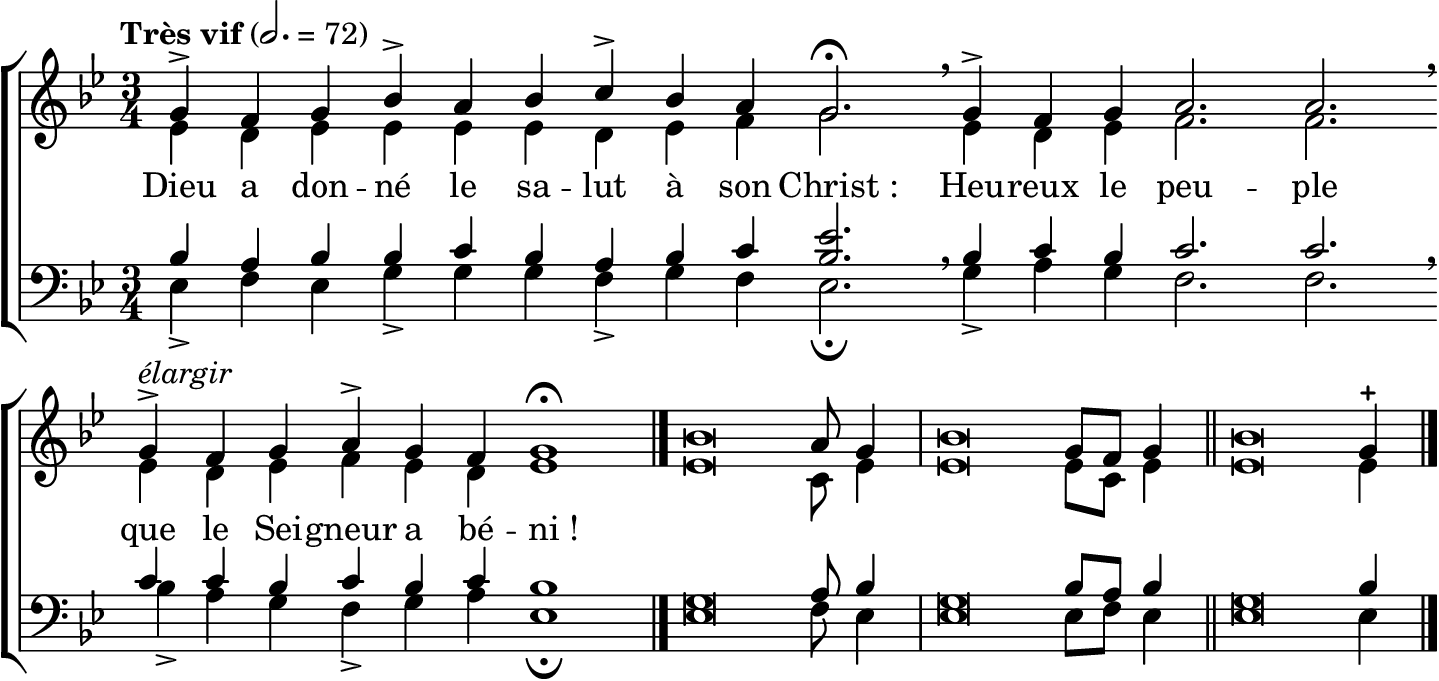 Très vif (𝅗𝅥. = 72)
Dieu a don - né le sa - lut à son Christ : Heureux le peu - ple
élargir
que le Seigneur a bé - ni !